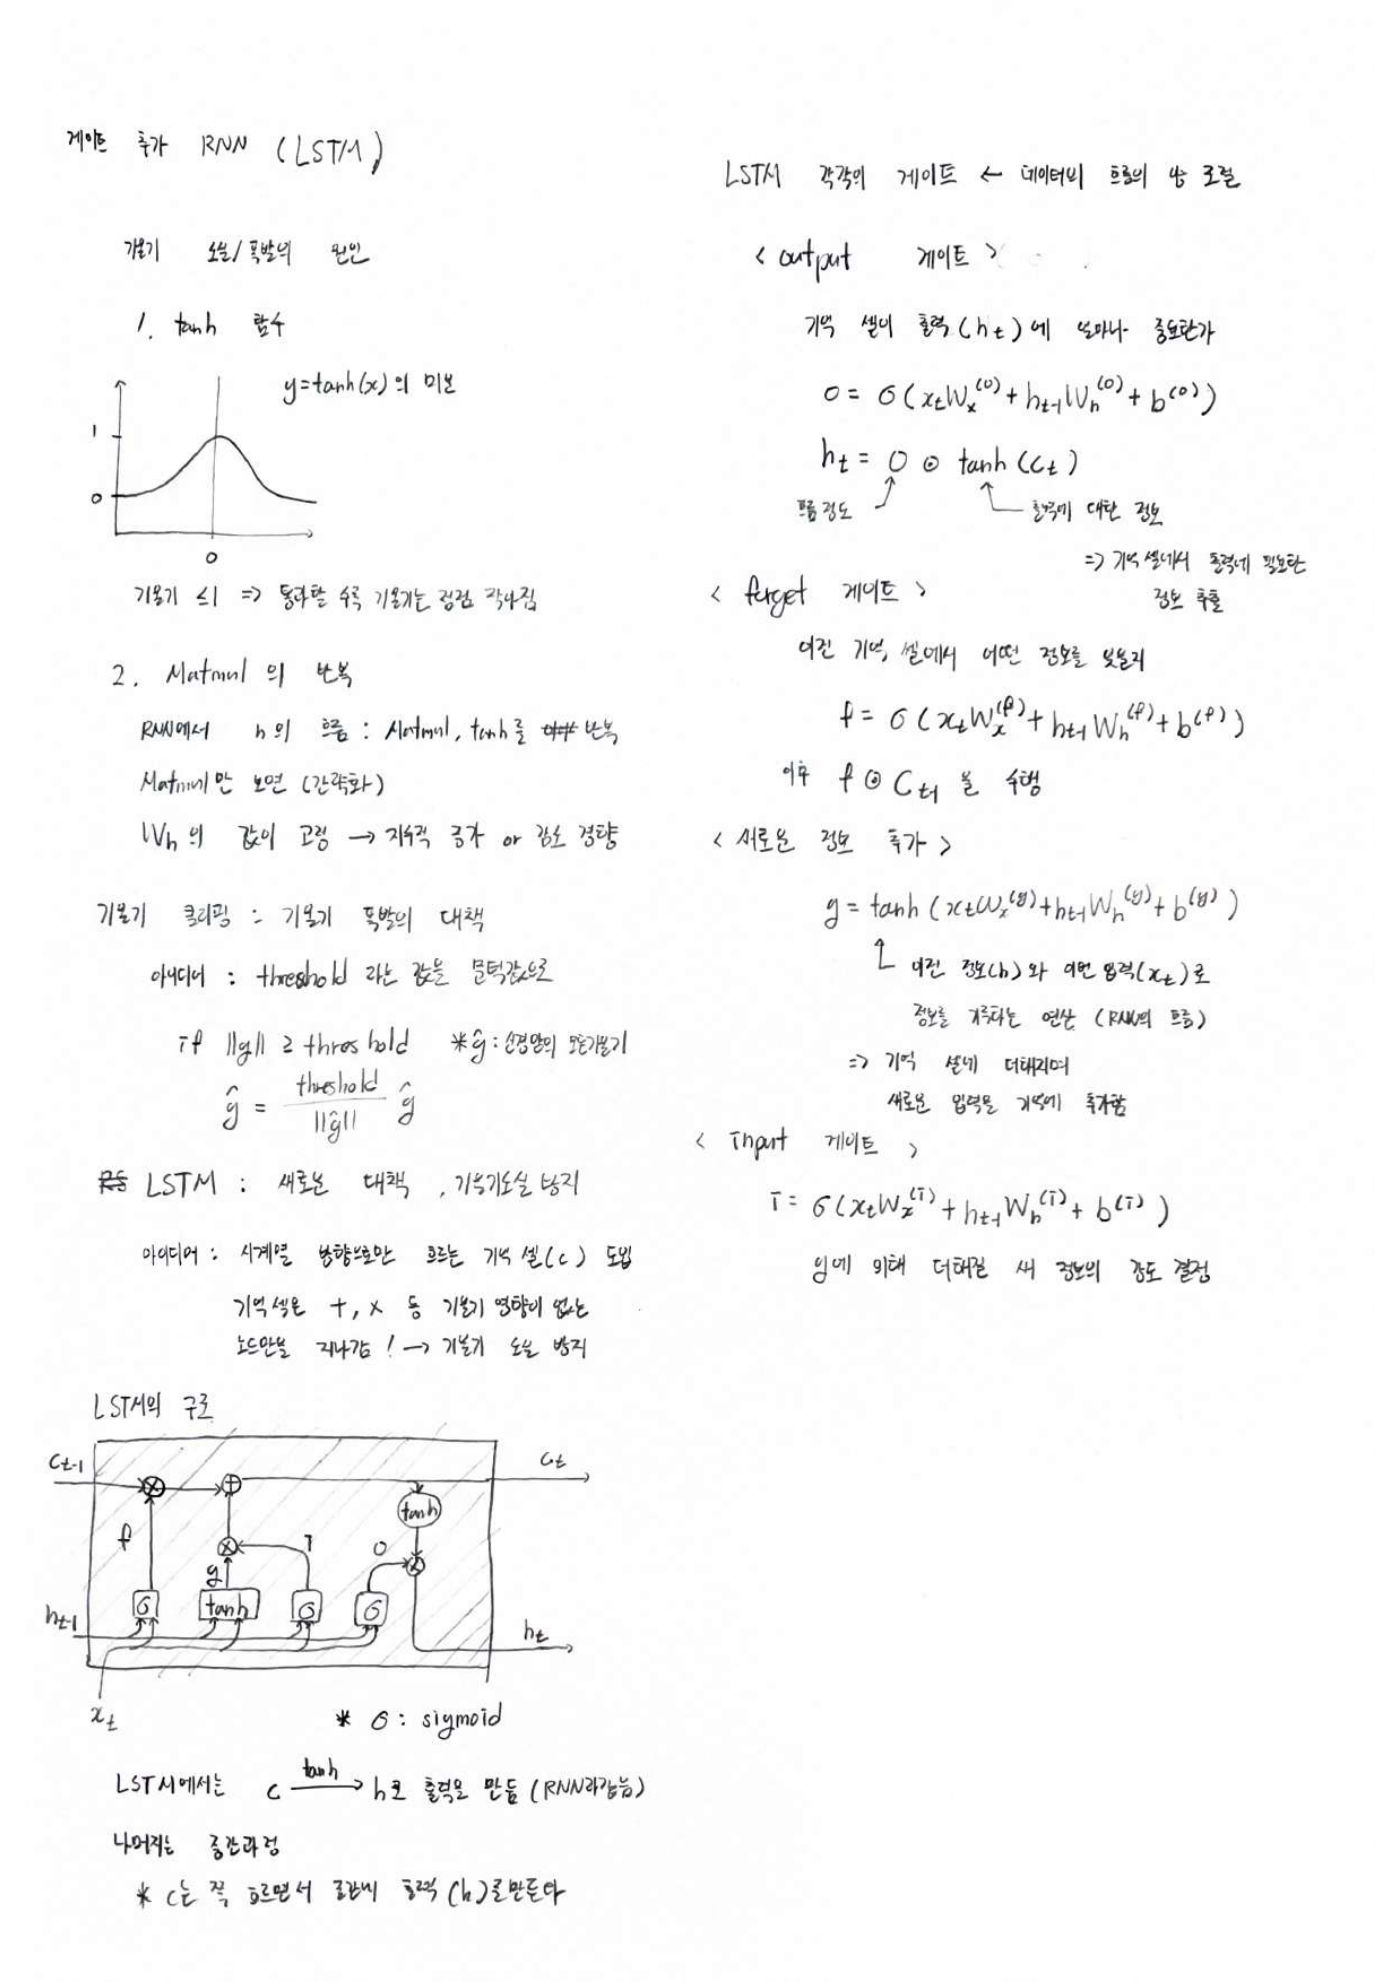 게이트 추가 RNN (LSTM)
기울기 소실/폭발의 원인
1. tanh 함수
y=tanh(x)의 미분
1
0
0
기울기 ≤1 => 통과할 수록 기울기는 점점 작아짐
2. Matmul의 반복
RNN에서 h의 흐름 : Matmul, tanh를 반복
Matmul만 보면 (간략화)
Wh의 값이 고정 → 지수적 증가 or 감소 경향
기울기 클리핑 : 기울기 폭발의 대책
아이디어 : threshold 라는 값을 문턱값으로
if ||ĝ|| ≥ threshold *ĝ: 신경망의 모든 기울기
ĝ = threshold / ||ĝ|| ĝ
LSTM : 새로운 대책, 기울기 소실 방지
아이디어 : 시계열 방향으로만 흐르는 기억 셀(c) 도입
기억 셀은 +, × 등 기울기 영향이 없는
노드만을 지나감! → 기울기 소실 방지
LSTM의 구조
Ct-1
Ct
tanh
f
i
o
g
σ tanh σ σ
ht-1
ht
xt
* σ : sigmoid
LSTM에서는 c tanh→ h로 출력을 만듦 (RNN과 같음)
나머지는 중간과정
* c는 쭉 흐르면서 중간에 출력(h)를 만든다
LSTM 각각의 게이트 ← 데이터의 흐름의 양 조절
<output 게이트>
기억 셀이 출력(ht)에 얼마나 중요한가
o = σ(xtWx(o) + ht-1Wh(o) + b(o))
ht = o ⊙ tanh(ct)
흐름 정도
출력에 대한 정보
=> 기억 셀에서 출력에 필요한
정보 추출
<forget 게이트>
이전 기억 셀에서 어떤 정보를 잊을지
f = σ(xtWx(f) + ht-1Wh(f) + b(f))
이후 f ⊙ Ct-1 을 수행
<새로운 정보 추가>
g = tanh(xtWx(g) + ht-1Wh(g) + b(g))
이전 정보(h)와 이번 입력(xt)로
정보를 기록하는 연산 (RNN의 흐름)
=> 기억 셀에 더해지며
새로운 입력을 기억에 추가함
<input 게이트>
i = σ(xtWx(i) + ht-1Wh(i) + b(i))
g에 의해 더해질 새 정보의 강도 결정